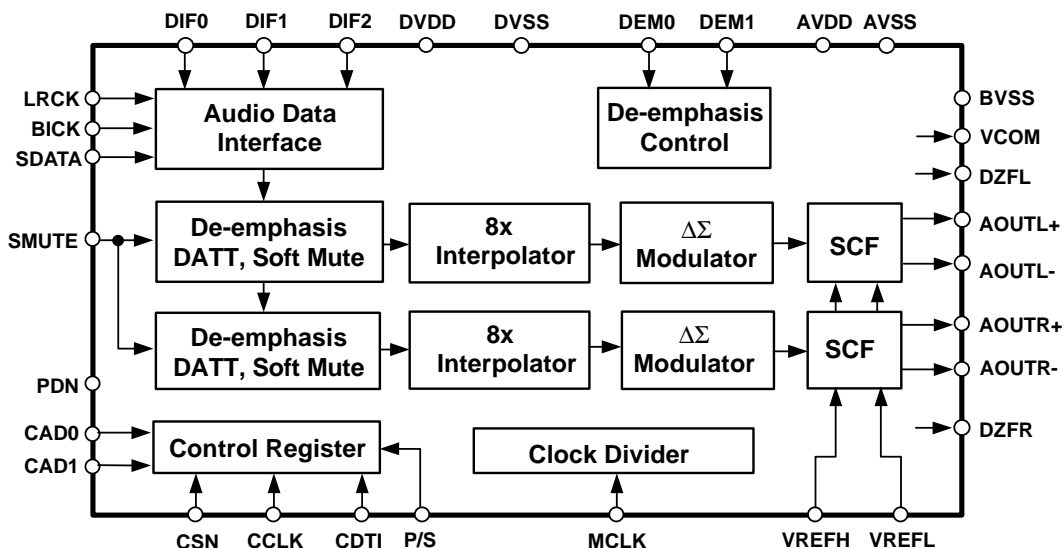 DIF0 DIF1 DIF2 DVDD DVSS DEM0 DEM1 AVDD AVSS
LRCK
BICK
SDATA
Audio Data
Interface
De-emphasis
Control
BVSS
VCOM
DZFL
SMUTE
De-emphasis
DATT, Soft Mute
8x
Interpolator
ΔΣ
Modulator
SCF
AOUTL+
AOUTL-
De-emphasis
DATT, Soft Mute
8x
Interpolator
ΔΣ
Modulator
SCF
AOUTR+
AOUTR-
PDN
CAD0
CAD1
Control Register
Clock Divider
DZFR
CSN CCLK CDTI P/S MCLK VREFH VREFL